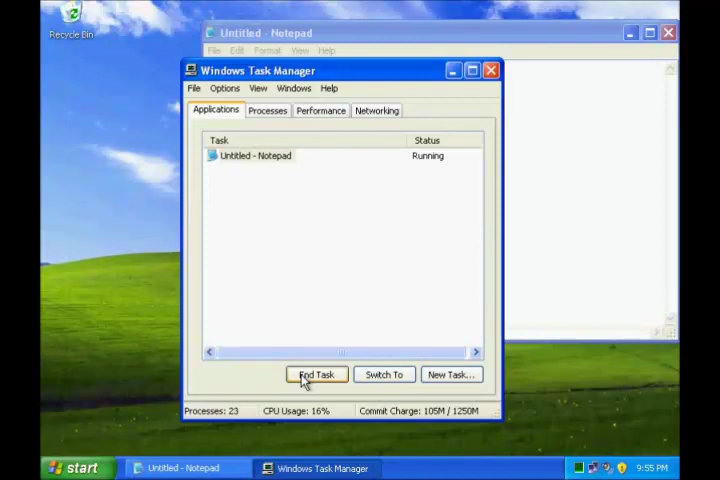 Recycle Bin
Untitled - Notepad
File Edit Format View Help
Windows Task Manager
File Options View Windows Help
Applications Processes Performance Networking
Task Status
Untitled - Notepad Running
End Task Switch To New Task...
Processes: 23 CPU Usage: 16% Commit Charge: 105M / 1250M
start Untitled - Notepad Windows Task Manager 9:55 PM